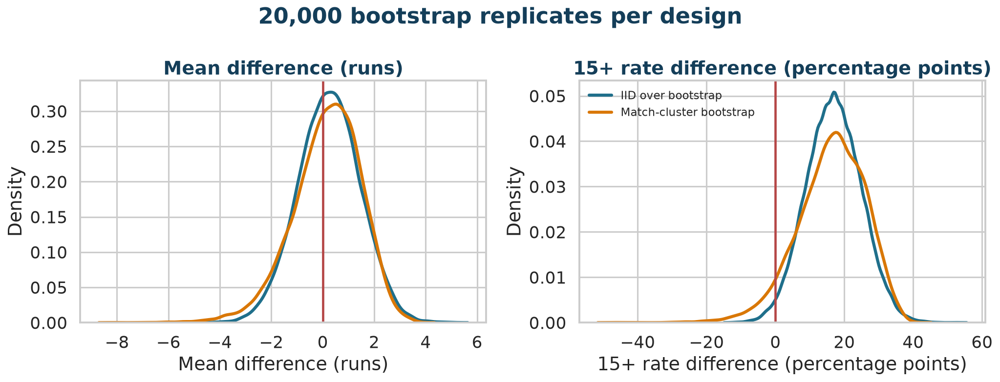 20,000 bootstrap replicates per design
Mean difference (runs)
Density
0.30
0.25
0.20
0.15
0.10
0.05
0.00
−8 −6 −4 −2 0 2 4 6
Mean difference (runs)
15+ rate difference (percentage points)
IID over bootstrap
Match-cluster bootstrap
Density
0.05
0.04
0.03
0.02
0.01
0.00
−40 −20 0 20 40 60
15+ rate difference (percentage points)